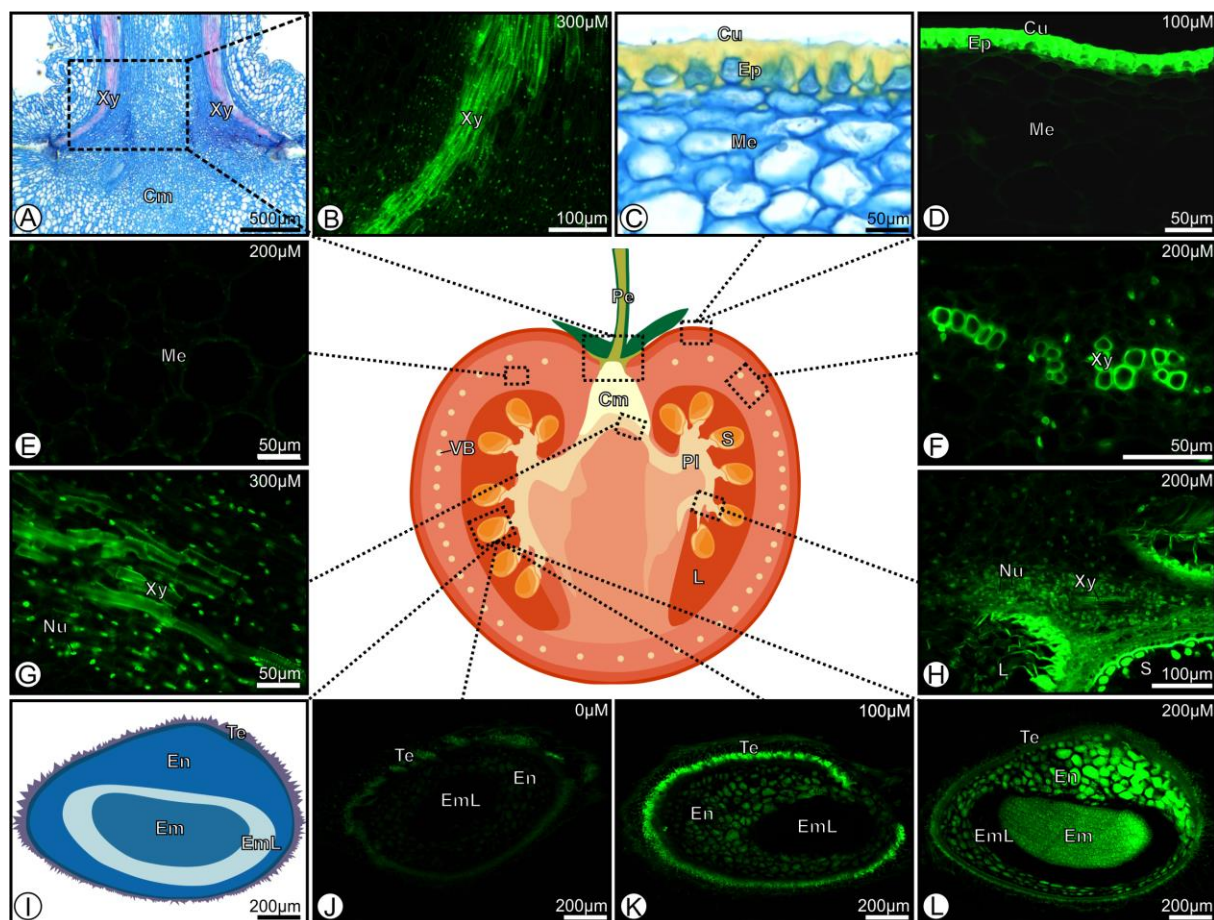 Xy
Xy
Cm
A
500µm
300µM
Xy
B
100µm
Cu
Ep
Me
C
50µm
100µM
Cu
Ep
Me
D
50µm
200µM
Me
E
50µm
Pe
Cm
VB
S
Pl
L
200µM
Xy
F
50µm
300µM
Xy
Nu
G
50µm
200µM
Nu
Xy
L
S
H
100µm
Te
En
Em
EmL
I
200µm
0µM
Te
En
EmL
J
200µm
100µM
Te
En
EmL
K
200µm
200µM
Te
En
EmL
Em
L
200µm